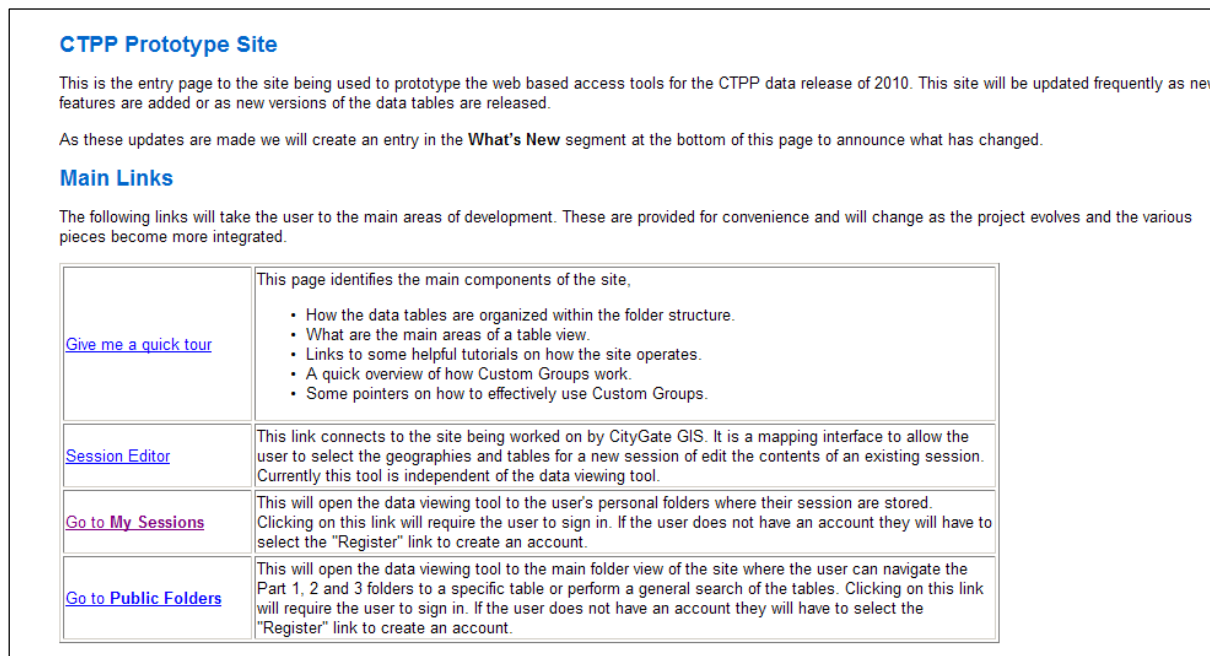 CTPP Prototype Site
This is the entry page to the site being used to prototype the web based access tools for the CTPP data release of 2010. This site will be updated frequently as
features are added or as new versions of the data tables are released.
As these updates are made we will create an entry in the What's New segment at the bottom of this page to announce what has changed.
Main Links
The following links will take the user to the main areas of development. These are provided for convenience and will change as the project evolves and the various
pieces become more integrated.
Give me a quick tour
This page identifies the main components of the site,
• How the data tables are organized within the folder structure.
• What are the main areas of a table view.
• Links to some helpful tutorials on how the site operates.
• A quick overview of how Custom Groups work.
• Some pointers on how to effectively use Custom Groups.
Session Editor
This link connects to the site being worked on by CityGate GIS. It is a mapping interface to allow the
user to select the geographies and tables for a new session of edit the contents of an existing session.
Currently this tool is independent of the data viewing tool.
Go to My Sessions
This will open the data viewing tool to the user's personal folders where their session are stored.
Clicking on this link will require the user to sign in. If the user does not have an account they will have to
select the "Register" link to create an account.
Go to Public Folders
This will open the data viewing tool to the main folder view of the site where the user can navigate the
Part 1, 2 and 3 folders to a specific table or perform a general search of the tables. Clicking on this link
will require the user to sign in. If the user does not have an account they will have to select the
"Register" link to create an account.